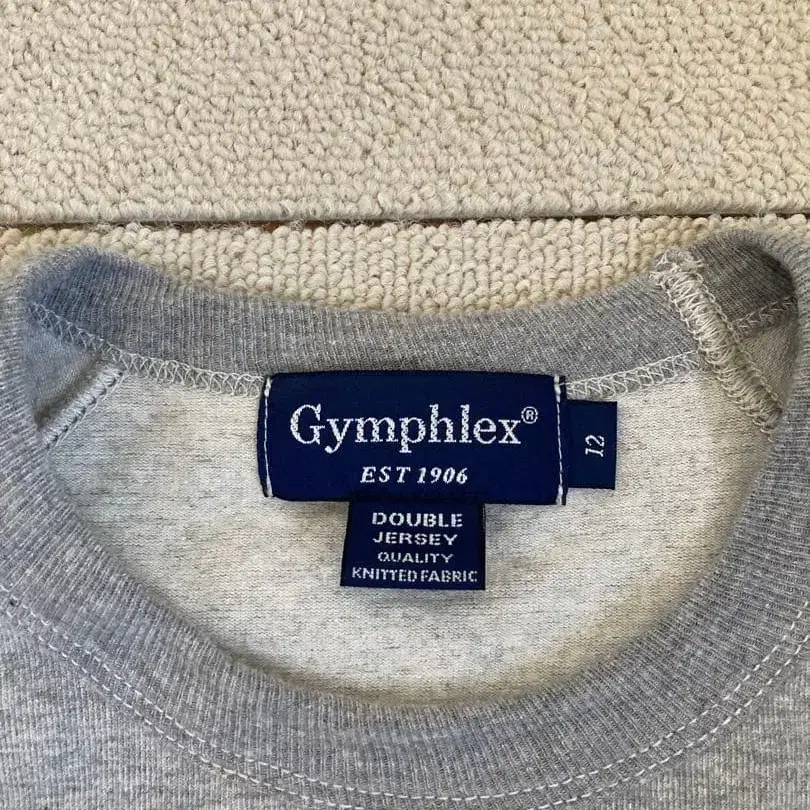 Gymphlex®
EST 1906
12
DOUBLE
JERSEY
QUALITY
KNITTED FABRIC